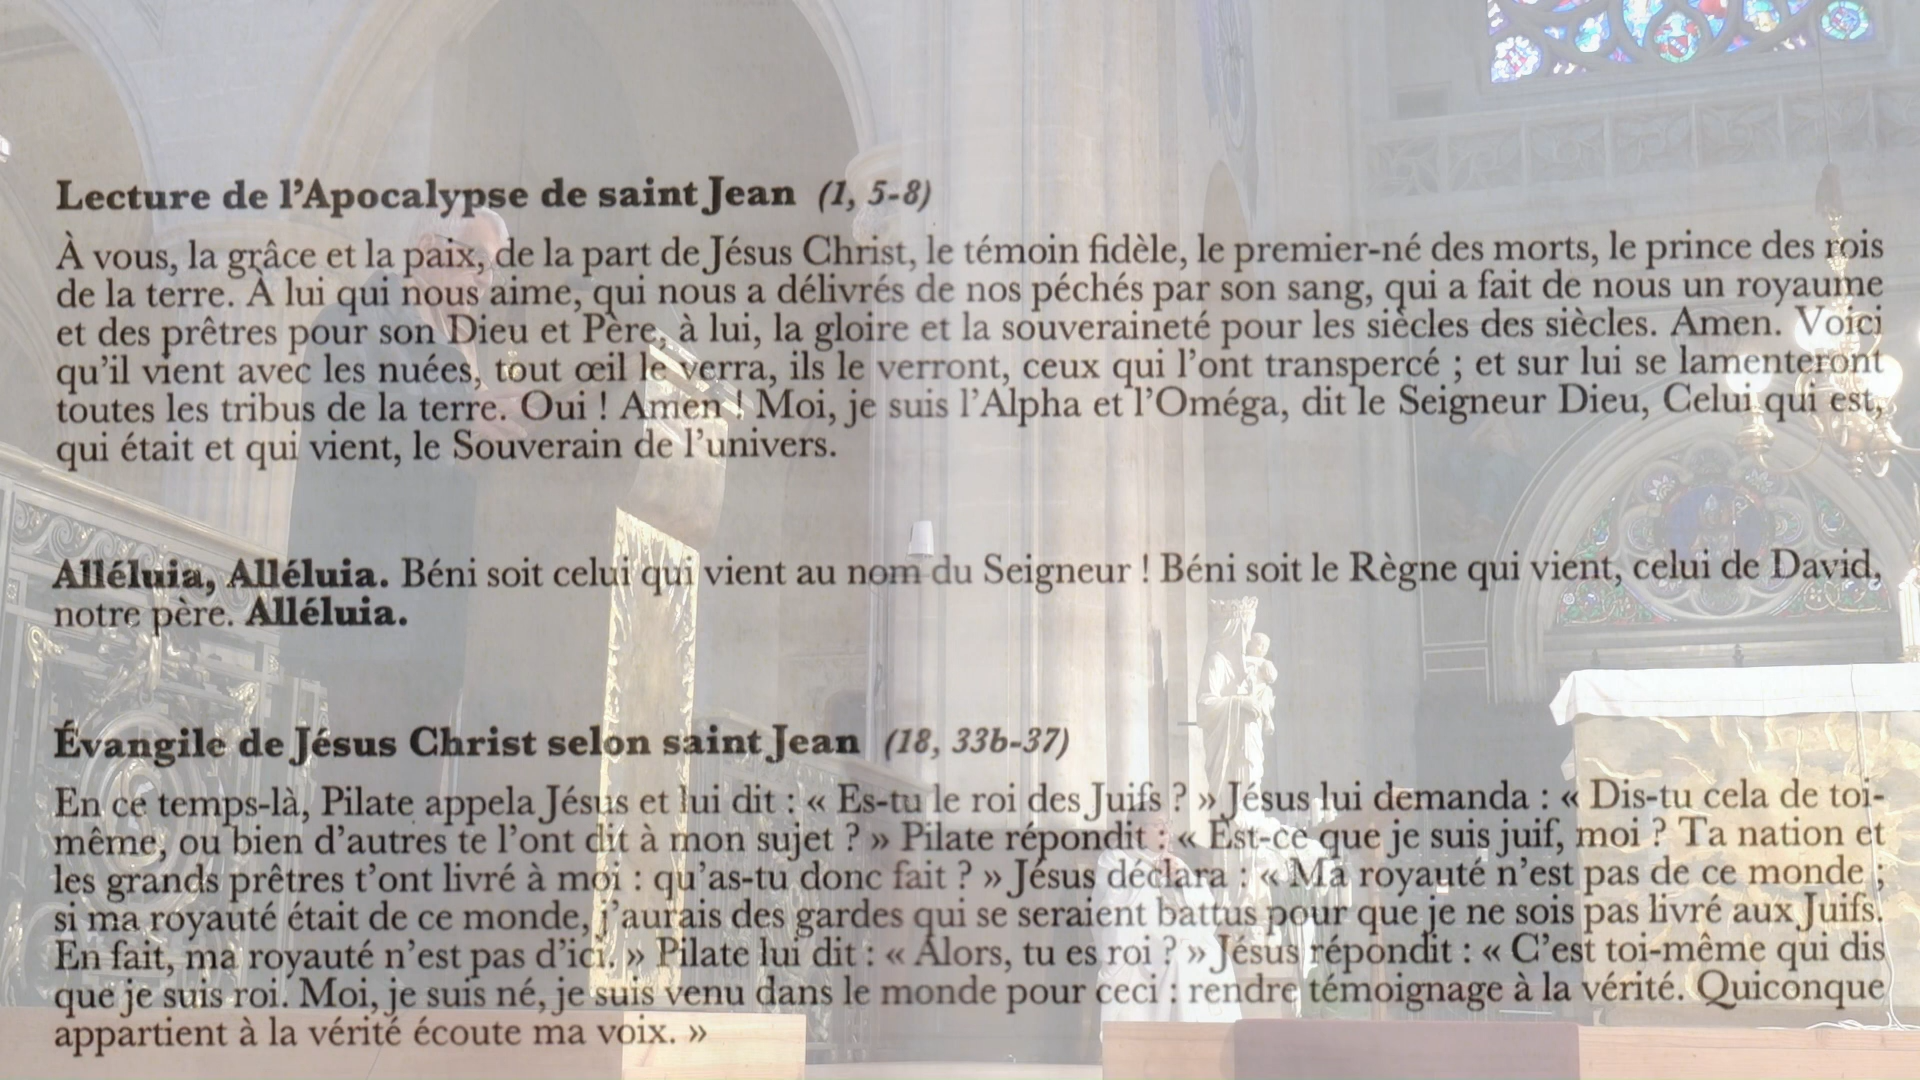 Lecture de l’Apocalypse de saint Jean (1, 5-8)
À vous, la grâce et la paix, de la part de Jésus Christ, le témoin fidèle, le premier-né des morts, le prince des rois
de la terre. À lui qui nous aime, qui nous a délivrés de nos péchés par son sang, qui a fait de nous un royaume
et des prêtres pour son Dieu et Père, à lui, la gloire et la souveraineté pour les siècles des siècles. Amen. Voici
qu’il vient avec les nuées, tout œil le verra, ils le verront, ceux qui l’ont transpercé ; et sur lui se lamenteront
toutes les tribus de la terre. Oui ! Amen ! Moi, je suis l’Alpha et l’Oméga, dit le Seigneur Dieu, Celui qui est,
qui était et qui vient, le Souverain de l’univers.
Alléluia, Alléluia. Béni soit celui qui vient au nom du Seigneur ! Béni soit le Règne qui vient, celui de David,
notre père. Alléluia.
Évangile de Jésus Christ selon saint Jean (18, 33b-37)
En ce temps-là, Pilate appela Jésus et lui dit : « Es-tu le roi des Juifs ? » Jésus lui demanda : « Dis-tu cela de toi-
même, ou bien d’autres te l’ont dit à mon sujet ? » Pilate répondit : « Est-ce que je suis juif, moi ? Ta nation et
les grands prêtres t’ont livré à moi : qu’as-tu donc fait ? » Jésus déclara : « Ma royauté n’est pas de ce monde ;
si ma royauté était de ce monde, j’aurais des gardes qui se seraient battus pour que je ne sois pas livré aux Juifs.
En fait, ma royauté n’est pas d’ici. » Pilate lui dit : « Alors, tu es roi ? » Jésus répondit : « C’est toi-même qui dis
que je suis roi. Moi, je suis né, je suis venu dans le monde pour ceci : rendre témoignage à la vérité. Quiconque
appartient à la vérité écoute ma voix. »